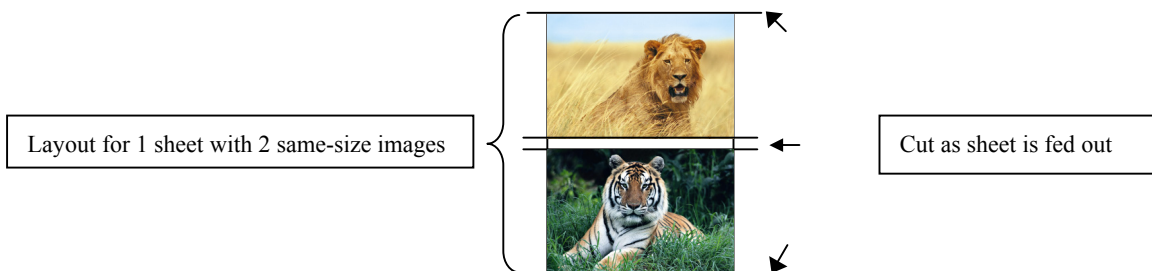 Layout for 1 sheet with 2 same-size images
Cut as sheet is fed out